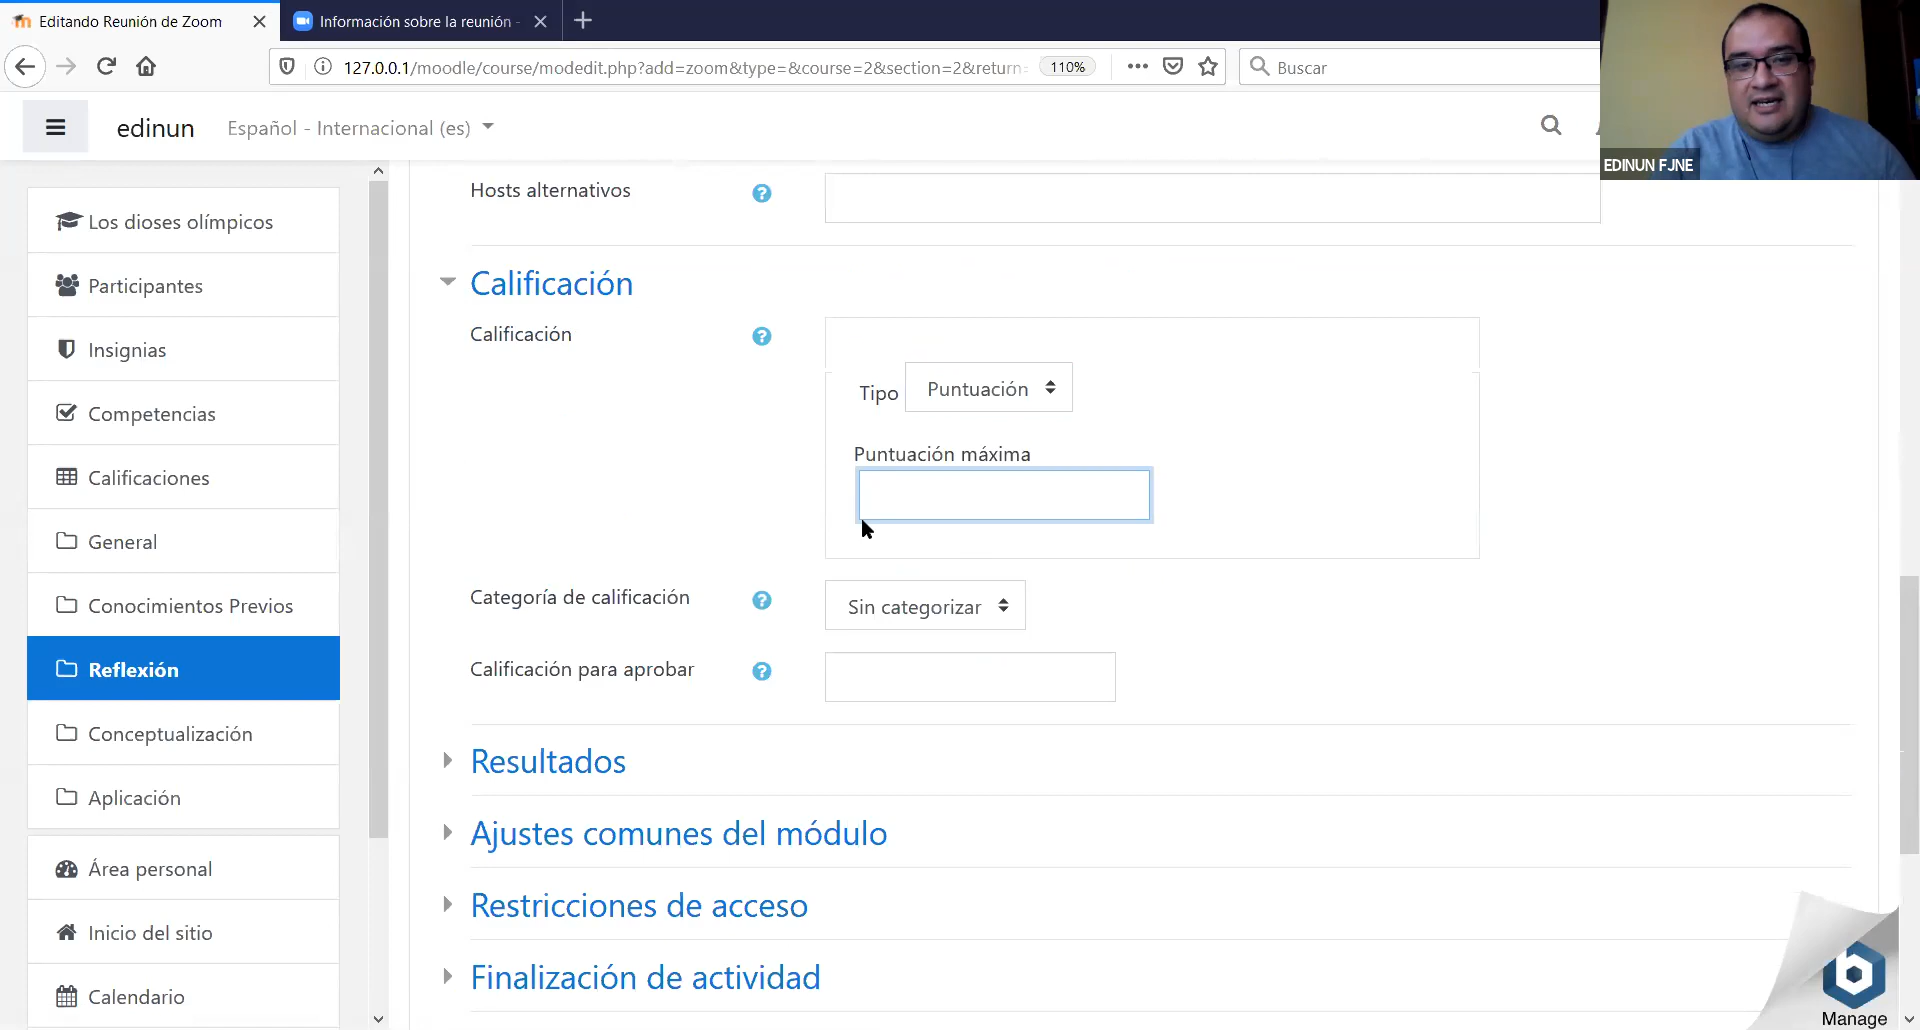 Editando Reunión de Zoom
Información sobre la reunión -
127.0.0.1/moodle/course/modedit.php?add=zoom&type=&course=2&section=2&return=
110%
Buscar
edinun
Español - Internacional (es)
EDINUN FJNE
Los dioses olímpicos
Participantes
Insignias
Competencias
Calificaciones
General
Conocimientos Previos
Reflexión
Conceptualización
Aplicación
Área personal
Inicio del sitio
Calendario
Hosts alternativos
Calificación
Calificación
Tipo Puntuación
Puntuación máxima
Categoría de calificación
Sin categorizar
Calificación para aprobar
Resultados
Ajustes comunes del módulo
Restricciones de acceso
Finalización de actividad
Manage